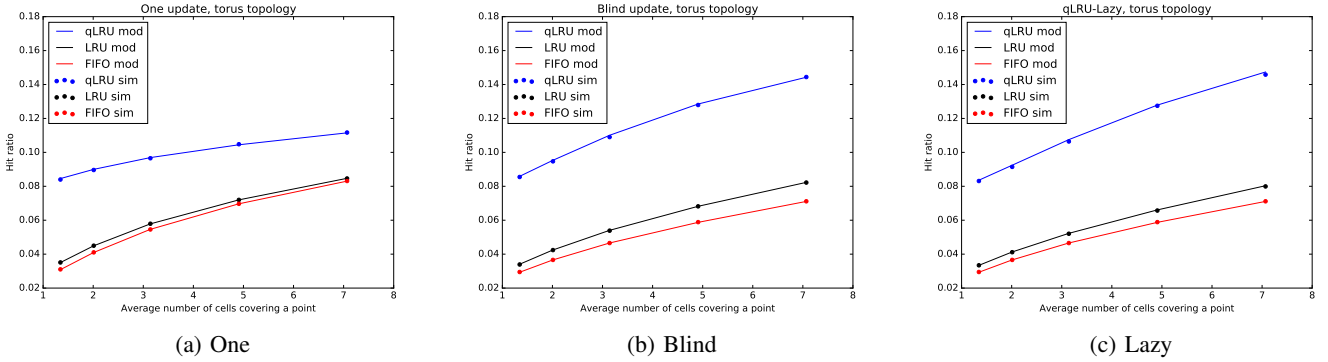 One update, torus topology
0.18
0.16
0.14
0.12
0.10
0.08
0.06
0.04
0.02
Hit ratio
qLRU mod
LRU mod
FIFO mod
qLRU sim
LRU sim
FIFO sim
1 2 3 4 5 6 7 8
Average number of cells covering a point
(a) One
Blind update, torus topology
0.18
0.16
0.14
0.12
0.10
0.08
0.06
0.04
0.02
Hit ratio
qLRU mod
LRU mod
FIFO mod
qLRU sim
LRU sim
FIFO sim
1 2 3 4 5 6 7 8
Average number of cells covering a point
(b) Blind
qLRU-Lazy, torus topology
0.18
0.16
0.14
0.12
0.10
0.08
0.06
0.04
0.02
Hit ratio
qLRU mod
LRU mod
FIFO mod
qLRU sim
LRU sim
FIFO sim
1 2 3 4 5 6 7 8
Average number of cells covering a point
(c) Lazy